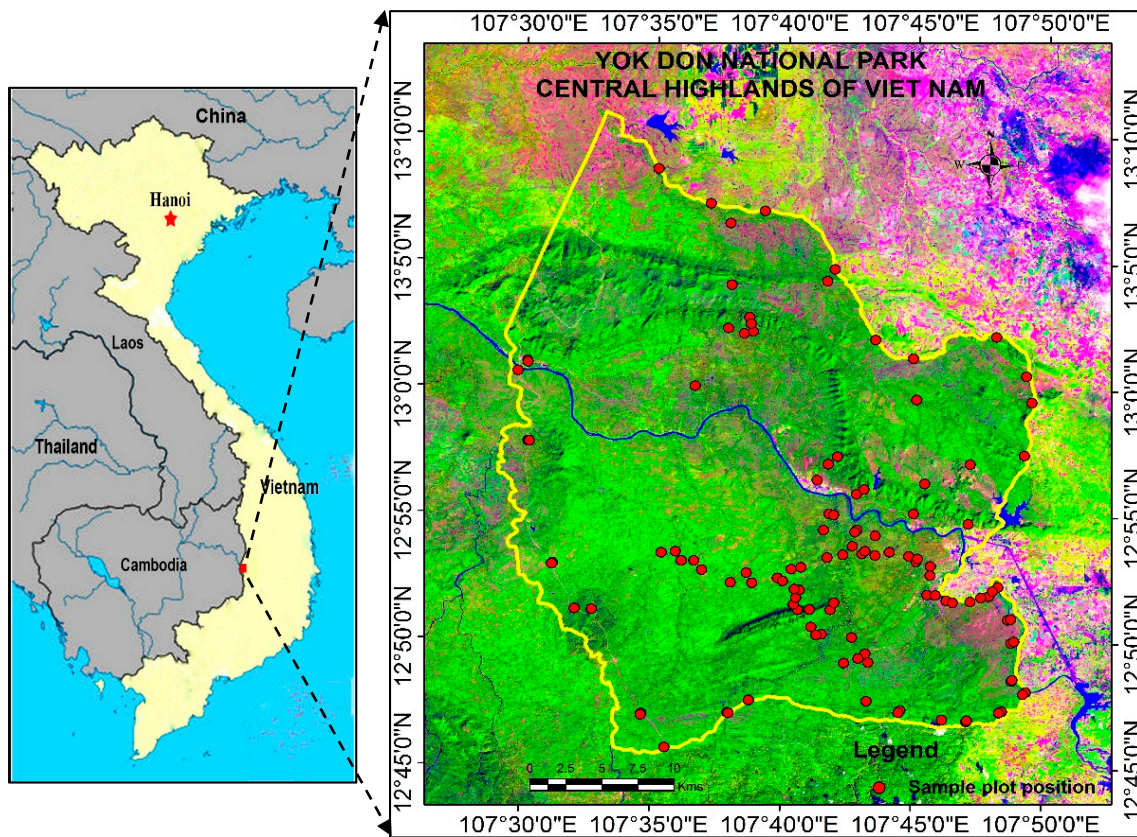 China
Hanoi
Laos
Thailand
Vietnam
Cambodia
107°30'0"E 107°35'0"E 107°40'0"E 107°45'0"E 107°50'0"E
YOK DON NATIONAL PARK
CENTRAL HIGHLANDS OF VIET NAM
N
W
13°10'0"N
13°5'0"N
13°0'0"N
12°55'0"N
12°50'0"N
12°45'0"N
13°10'0"N
13°5'0"N
13°0'0"N
12°55'0"N
12°50'0"N
12°45'0"N
Legend
Sample plot position
0 2.5 5 7.5 10
Kms
107°30'0"E 107°35'0"E 107°40'0"E 107°45'0"E 107°50'0"E